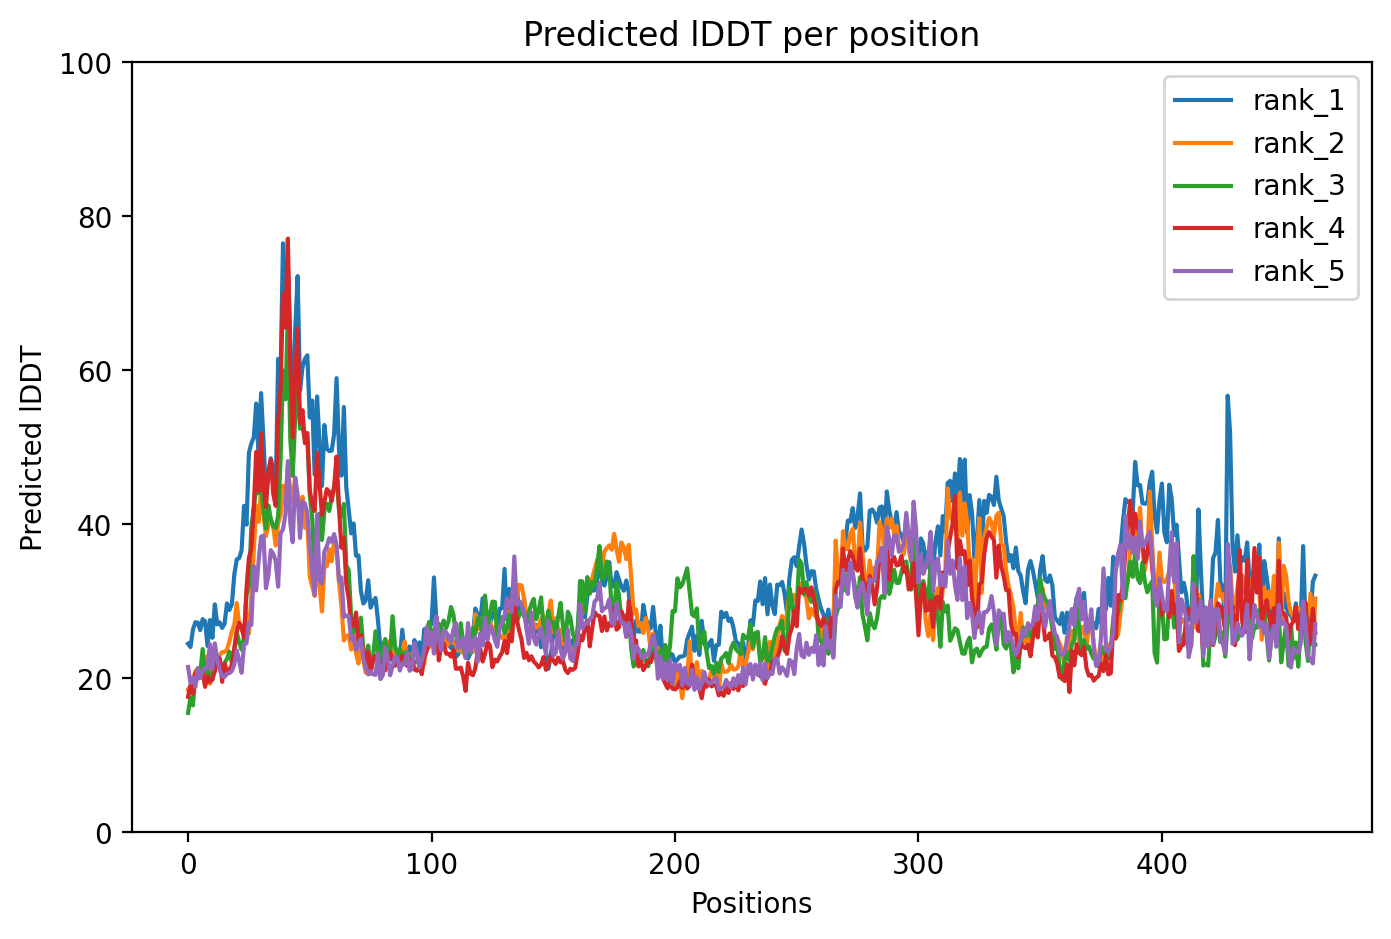 Predicted lDDT per position
100
80
60
40
20
0
Predicted lDDT
0 100 200 300 400
Positions
rank_1
rank_2
rank_3
rank_4
rank_5